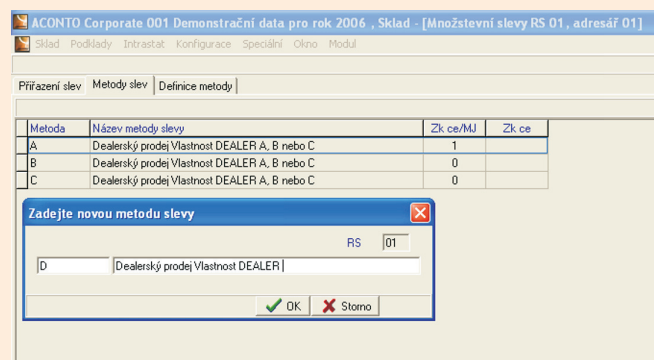 ACONTO Corporate 001 Demonstrační data pro rok 2006 , Sklad - [Množstevní slevy RS 01 , adresář 01]
Sklad Podklady Intrastat Konfigurace Speciální Okno Modul
Přiřazení slev Metody slev Definice metody
Metoda Název metody slevy Zk ce/MJ Zk ce
A Dealerský prodej Vlastnost DEALER A, B nebo C 1
B Dealerský prodej Vlastnost DEALER A, B nebo C 0
C Dealerský prodej Vlastnost DEALER A, B nebo C 0
Zadejte novou metodu slevy
RS 01
D Dealerský prodej Vlastnost DEALER
OK Storno